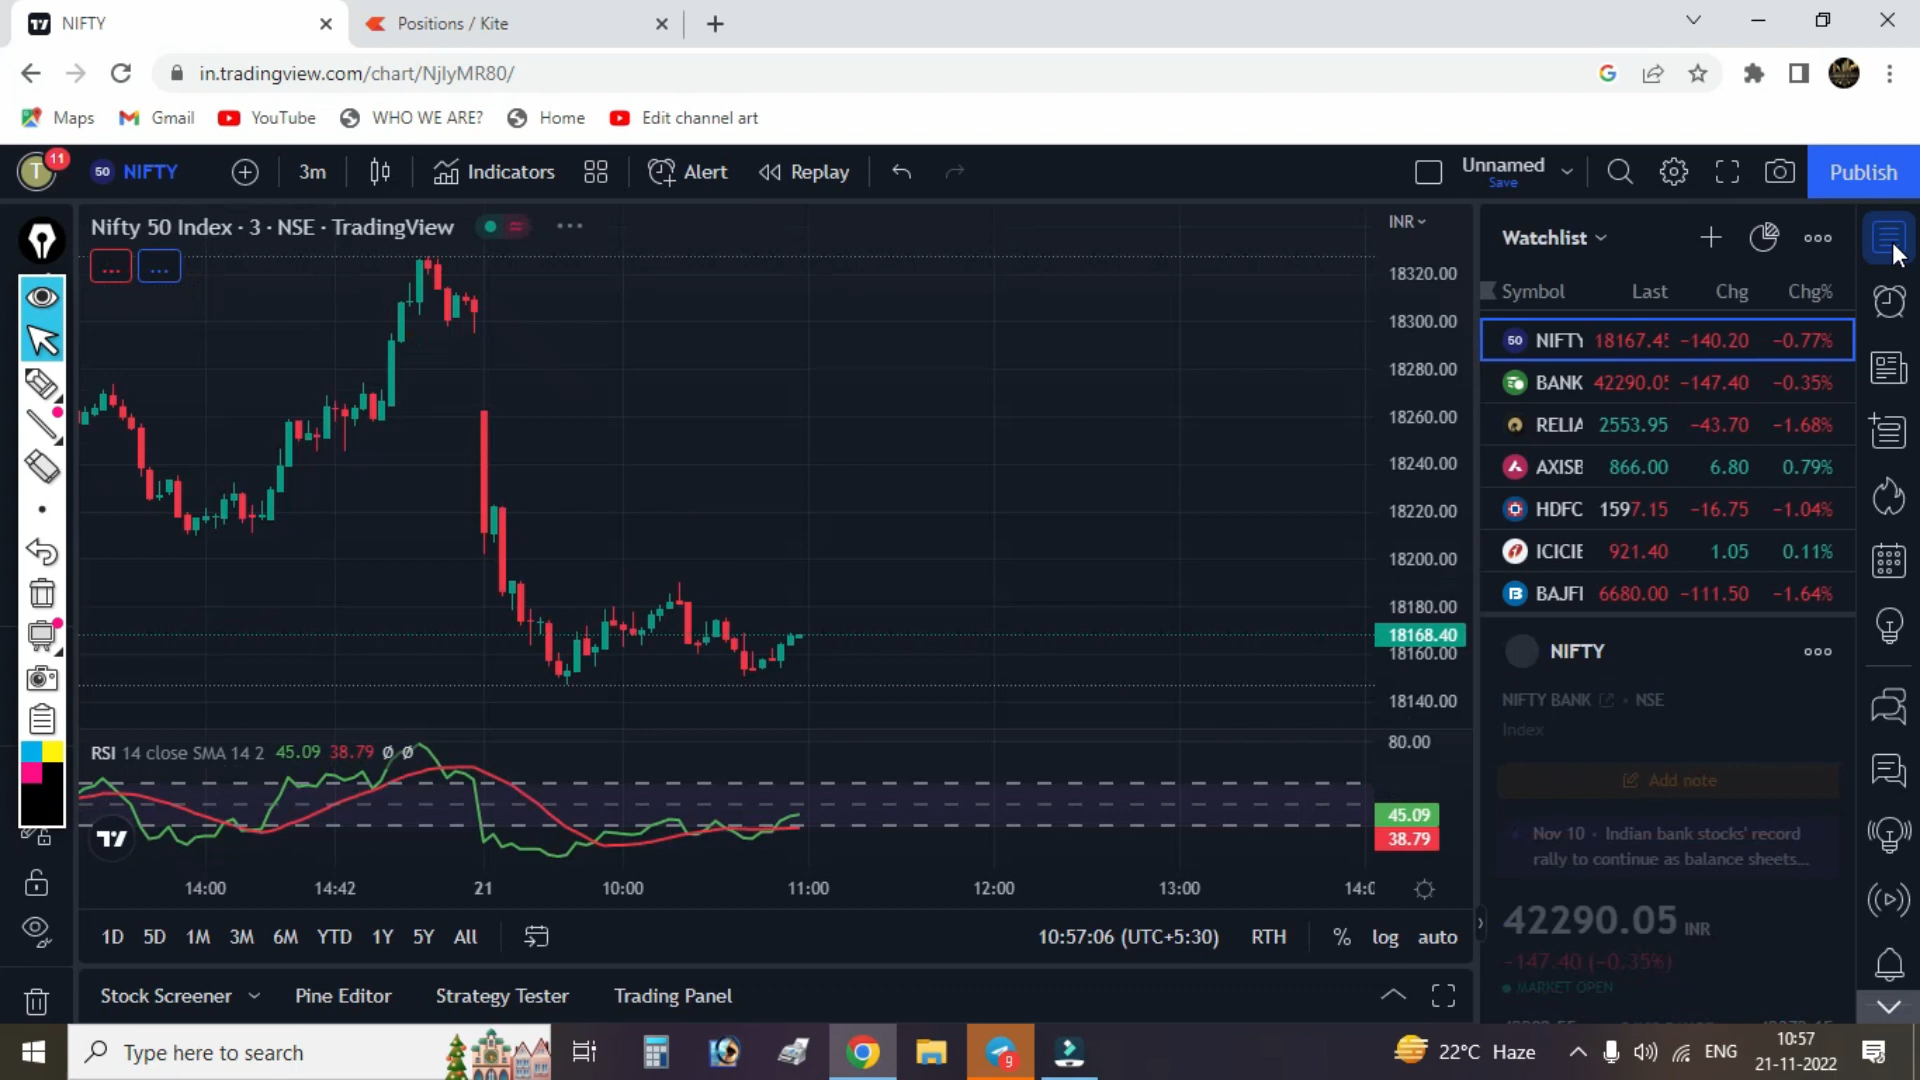 NIFTY
Positions / Kite
in.tradingview.com/chart/NjlyMR80/
Maps
Gmail
YouTube
WHO WE ARE?
Home
Edit channel art
T
11
50 NIFTY
3m
Indicators
Alert
Replay
Unnamed
Save
Publish
Nifty 50 Index · 3 · NSE · TradingView
INR
18320.00
18300.00
18280.00
18260.00
18240.00
18220.00
18200.00
18180.00
18168.40
18160.00
18140.00
RSI 14 close SMA 14 2 45.09 38.79 Ø Ø
80.00
45.09
38.79
14:00
14:42
21
10:00
11:00
12:00
13:00
1D 5D 1M 3M 6M YTD 1Y 5Y All
10:57:06 (UTC+5:30) RTH % log auto
Stock Screener
Pine Editor
Strategy Tester
Trading Panel
Watchlist
Symbol Last Chg Chg%
50 NIFTY −140.20 −0.77%
BANK −147.40 −0.35%
RELIA 2553.95 −43.70 −1.68%
AXISB 866.00 6.80 0.79%
HDFC 1597.15 −16.75 −1.04%
ICICIB 921.40 1.05 0.11%
BAJFI 6680.00 −111.50 −1.64%
NIFTY
NIFTY BANK · NSE
Index
Add note
Nov 10 · Indian bank stocks' record
rally to continue as balance sheets...
42290.05 INR
−147.40 (−0.35%)
MARKET OPEN
Type here to search
9
22°C Haze
ENG
10:57
21-11-2022